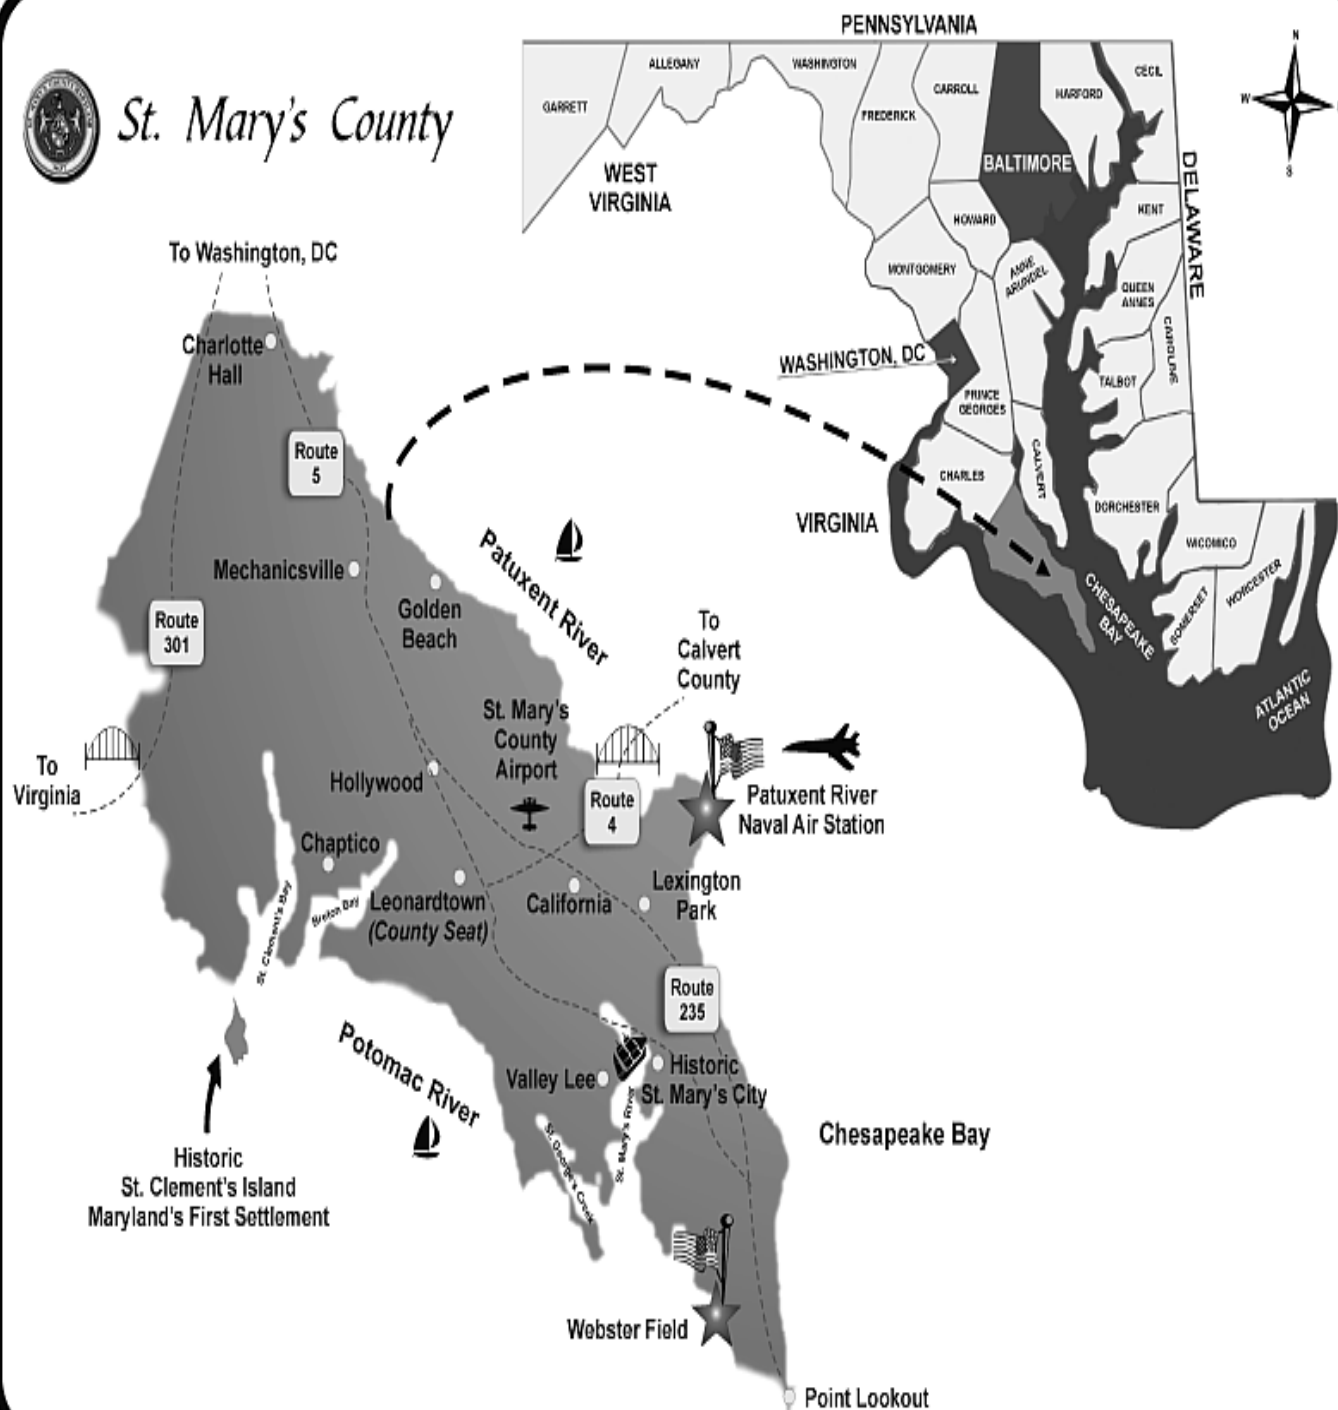 St. Mary's County
PENNSYLVANIA
GARRETT
ALLEGANY
WASHINGTON
FREDERICK
CARROLL
BALTIMORE
HARFORD
CECIL
N
W
S
WEST
VIRGINIA
HOWARD
KENT
DELAWARE
MONTGOMERY
ANNE
ARUNDEL
QUEEN
ANNES
CAROLINE
WASHINGTON, DC
PRINCE
GEORGES
TALBOT
CHARLES
CALVERT
DORCHESTER
VIRGINIA
WICOMICO
CHESAPEAKE
BAY
SOMERSET
WORCESTER
ATLANTIC
OCEAN
To Washington, DC
Charlotte
Hall
Route
5
Mechanicsville
Golden
Beach
Patuxent River
Route
301
To
Calvert
County
St. Mary's
County
Airport
To
Virginia
Hollywood
Route
4
Patuxent River
Naval Air Station
Chaptico
St. Clement's Bay
Breton Bay
Leonardtown
(County Seat)
California
Lexington
Park
Route
235
Potomac River
Valley Lee
Historic
St. Mary's City
St. Mary's River
St. George's Creek
Chesapeake Bay
Historic
St. Clement's Island
Maryland's First Settlement
Webster Field
Point Lookout